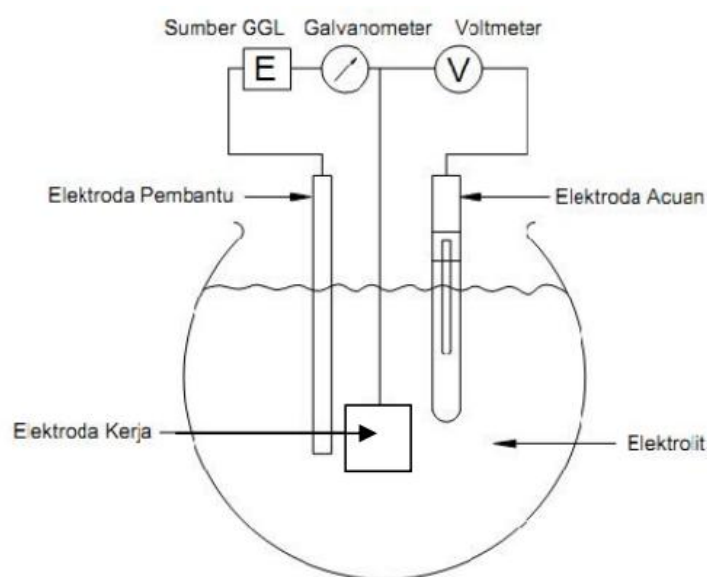 Sumber GGL Galvanometer Voltmeter
E
V
Elektroda Pembantu
Elektroda Acuan
Elektroda Kerja
Elektrolit